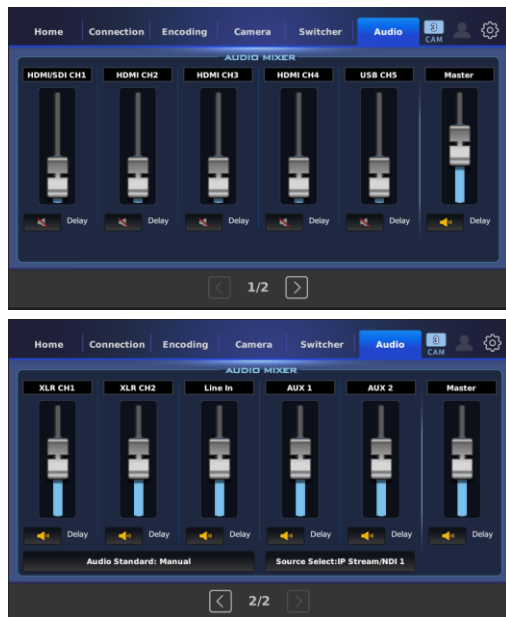 Home Connection Encoding Camera Switcher Audio 3 CAM
AUDIO MIXER
HDMI/SDI CH1 HDMI CH2 HDMI CH3 HDMI CH4 USB CH5 Master
Delay Delay Delay Delay Delay Delay
1/2
Home Connection Encoding Camera Switcher Audio 3 CAM
AUDIO MIXER
XLR CH1 XLR CH2 Line In AUX 1 AUX 2 Master
Delay Delay Delay Delay Delay Delay
Audio Standard: Manual Source Select:IP Stream/NDI 1
2/2